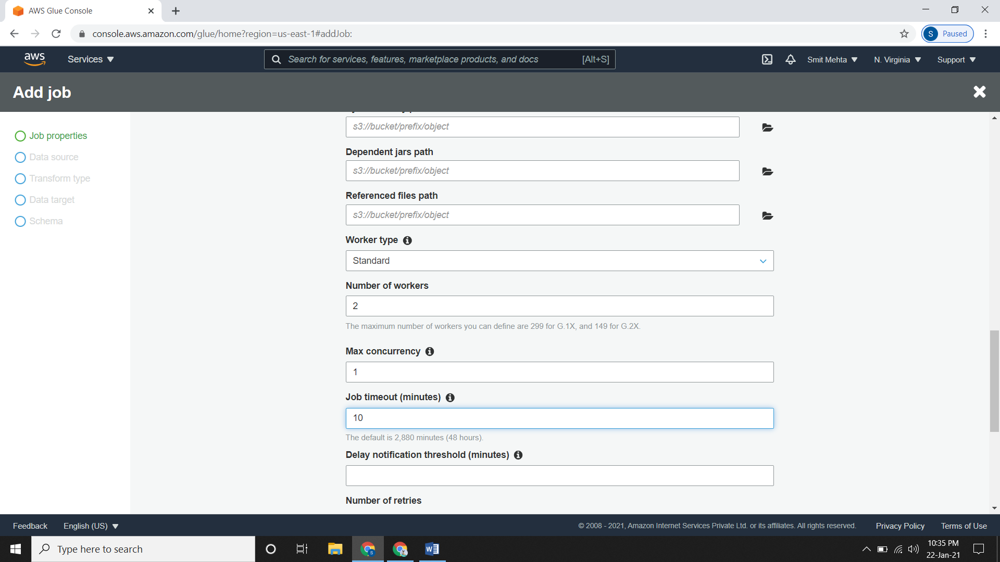 AWS Glue Console
console.aws.amazon.com/glue/home?region=us-east-1#addJob:
S Paused
aws
Services
Search for services, features, marketplace products, and docs
[Alt+S]
Smit Mehta
N. Virginia
Support
Add job
Job properties
Data source
Transform type
Data target
Schema
s3://bucket/prefix/object
Dependent jars path
s3://bucket/prefix/object
Referenced files path
s3://bucket/prefix/object
Worker type
Standard
Number of workers
2
The maximum number of workers you can define are 299 for G.1X, and 149 for G.2X.
Max concurrency
1
Job timeout (minutes)
10
The default is 2,880 minutes (48 hours).
Delay notification threshold (minutes)
Number of retries
Feedback
English (US)
© 2008 - 2021, Amazon Internet Services Private Ltd. or its affiliates. All rights reserved.
Privacy Policy
Terms of Use
Type here to search
10:35 PM
22-Jan-21